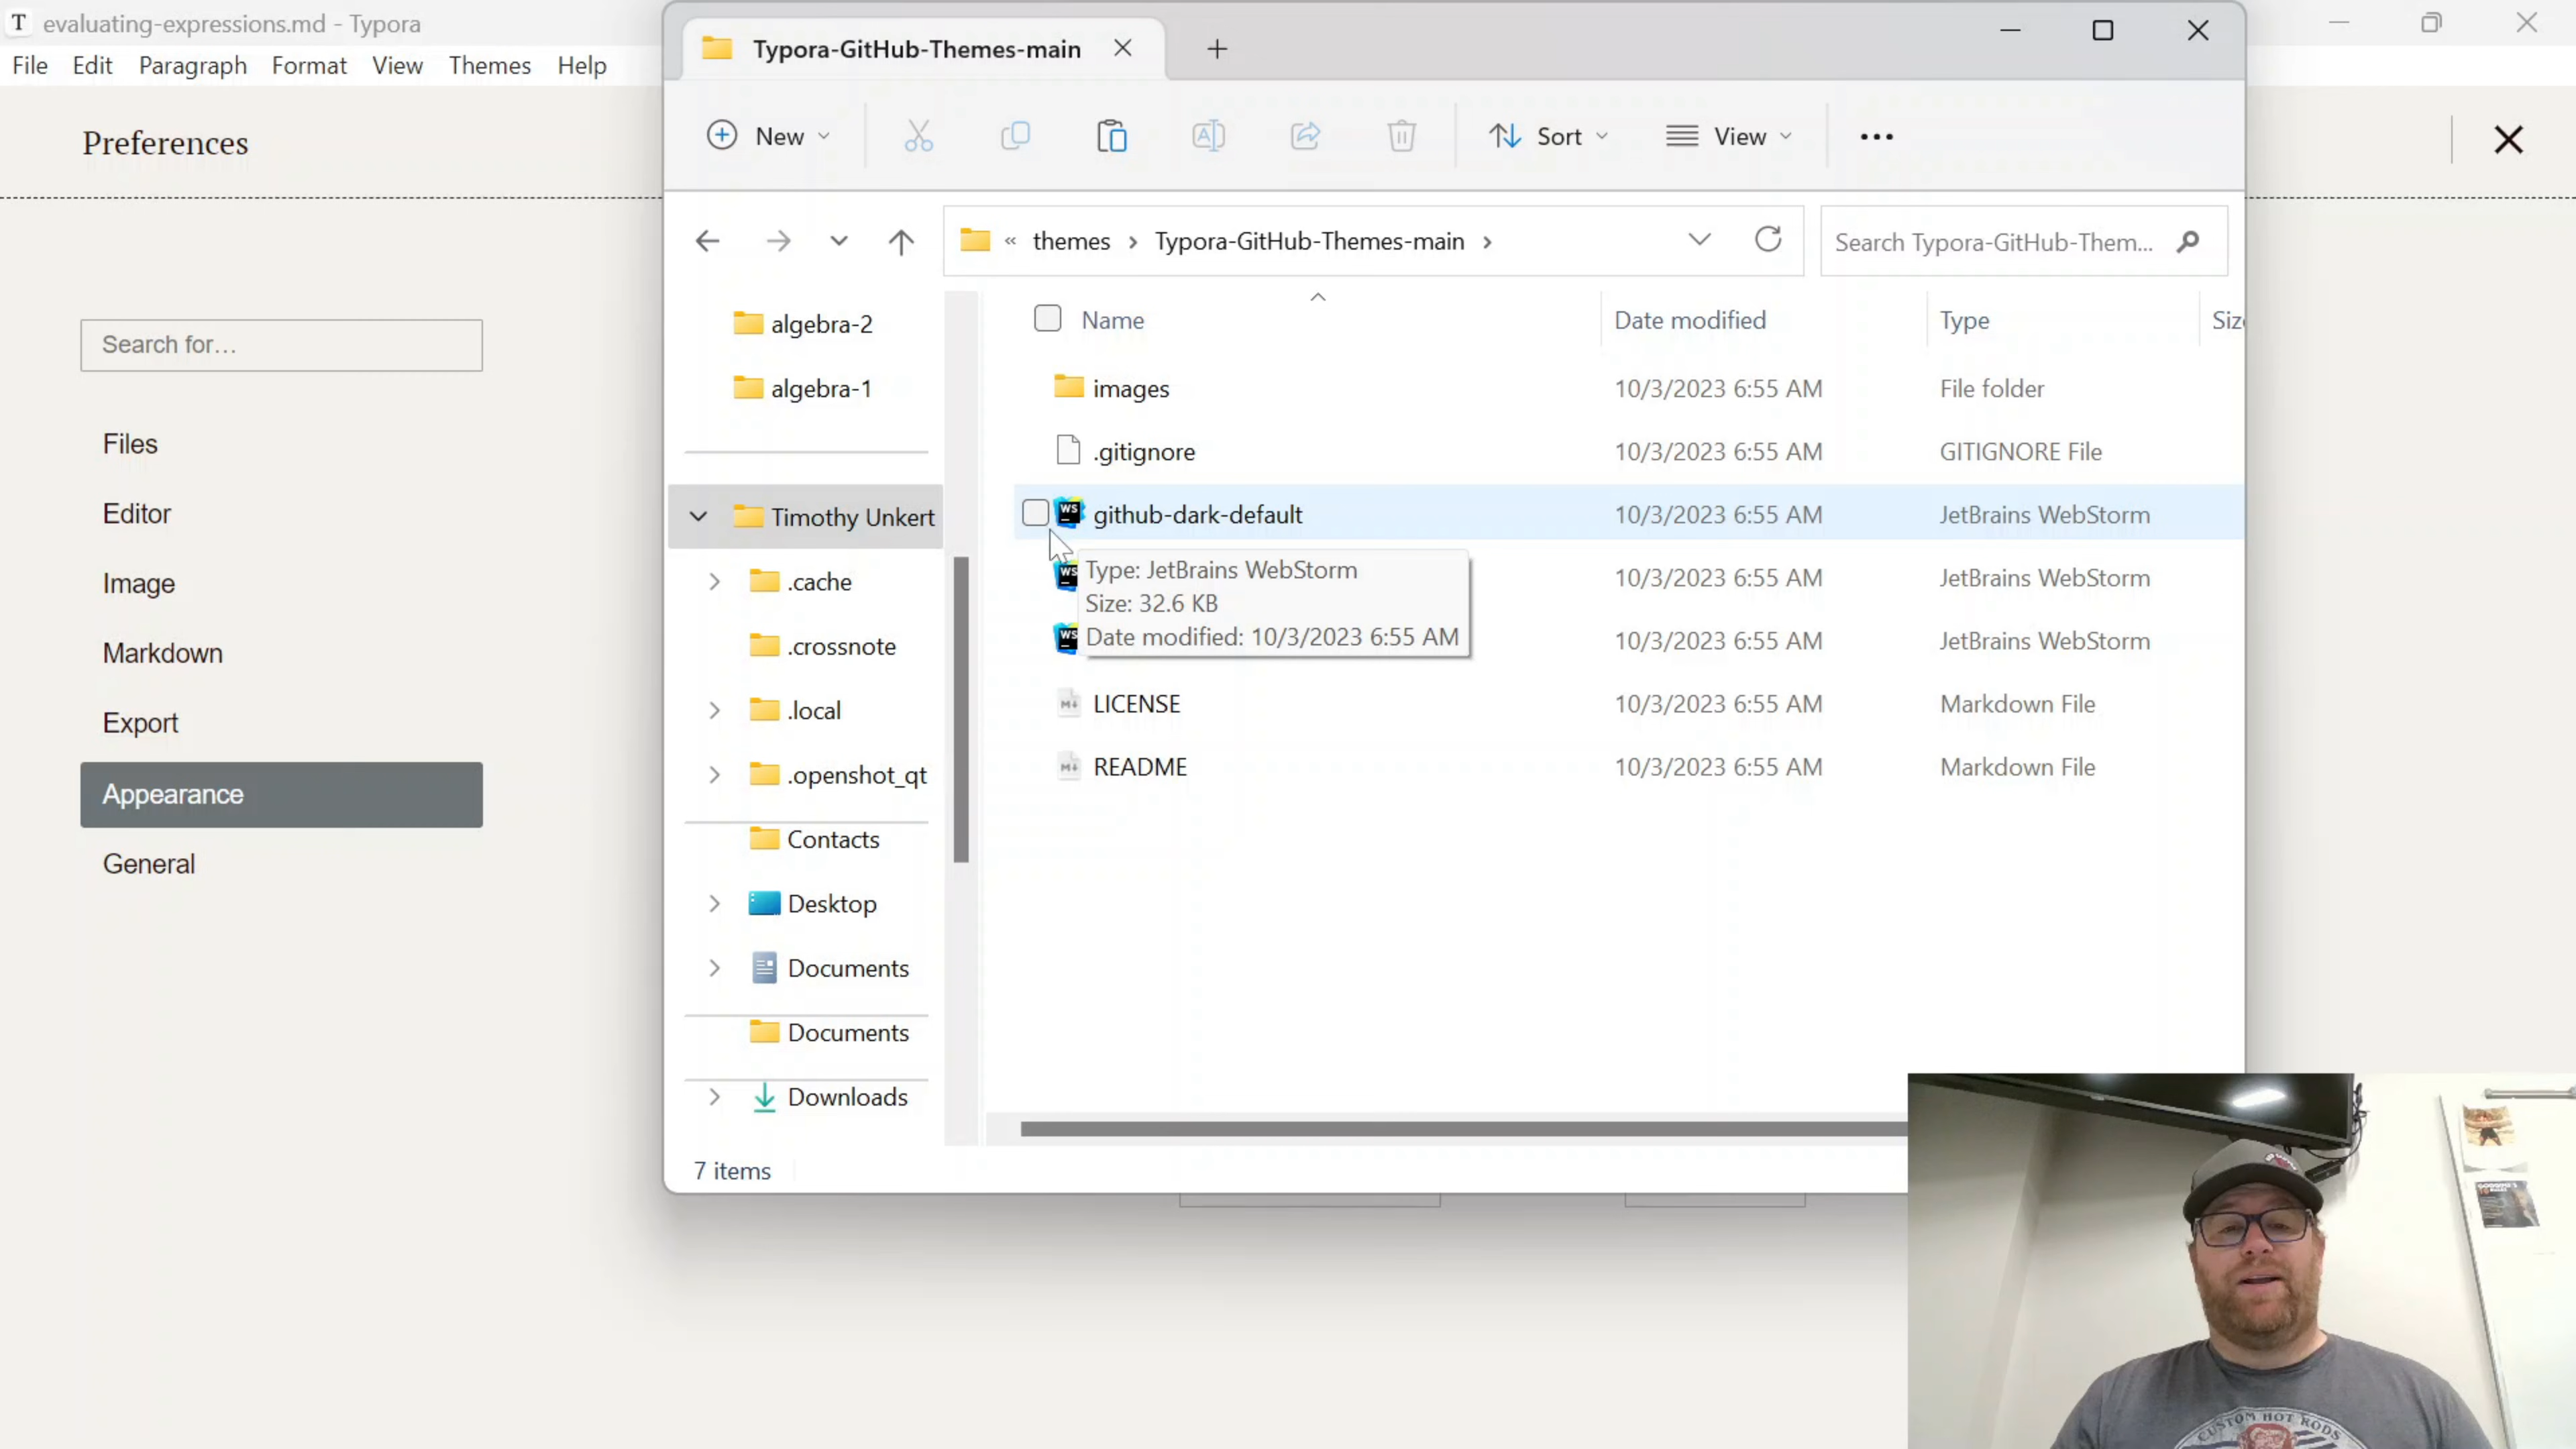 evaluating-expressions.md - Typora
File Edit Paragraph Format View Themes Help
Preferences
Search for...
Files
Editor
Image
Markdown
Export
Appearance
General
Typora-GitHub-Themes-main
New
Sort
View
« themes > Typora-GitHub-Themes-main >
Search Typora-GitHub-Them...
algebra-2
algebra-1
Timothy Unkert
.cache
.crossnote
.local
.openshot_qt
Contacts
Desktop
Documents
Documents
Downloads
Name Date modified Type
images 10/3/2023 6:55 AM File folder
.gitignore 10/3/2023 6:55 AM GITIGNORE File
github-dark-default 10/3/2023 6:55 AM JetBrains WebStorm
10/3/2023 6:55 AM JetBrains WebStorm
10/3/2023 6:55 AM JetBrains WebStorm
Type: JetBrains WebStorm
Size: 32.6 KB
Date modified: 10/3/2023 6:55 AM
LICENSE 10/3/2023 6:55 AM Markdown File
README 10/3/2023 6:55 AM Markdown File
7 items
CUSTOM HOT RODS